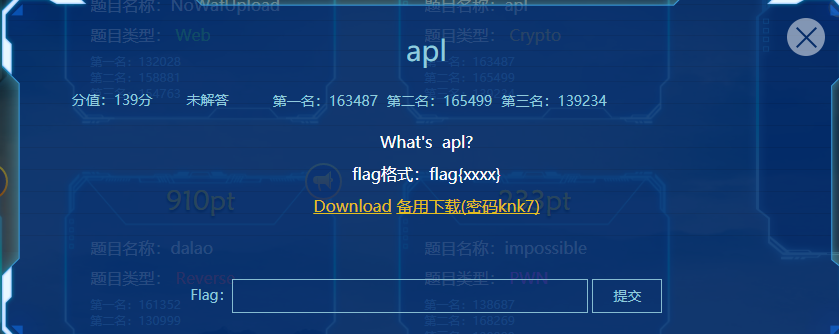 题目名称：NoWafUpload
题目名称：apl
题目类型：Web
题目类型：Crypto
apl
第一名：132028
第二名：158881
第一名：163487
第二名：165499
分值：139分 未解答 第一名：163487 第二名：165499 第三名：139234
What's apl?
flag格式：flag{xxxx}
910pt
Download 备用下载(密码knk7)
题目名称：dalao
题目名称：impossible
题目类型：Reverse
题目类型：PWN
Flag：
提交
第一名：161352
第二名：130999
第一名：138687
第二名：168269